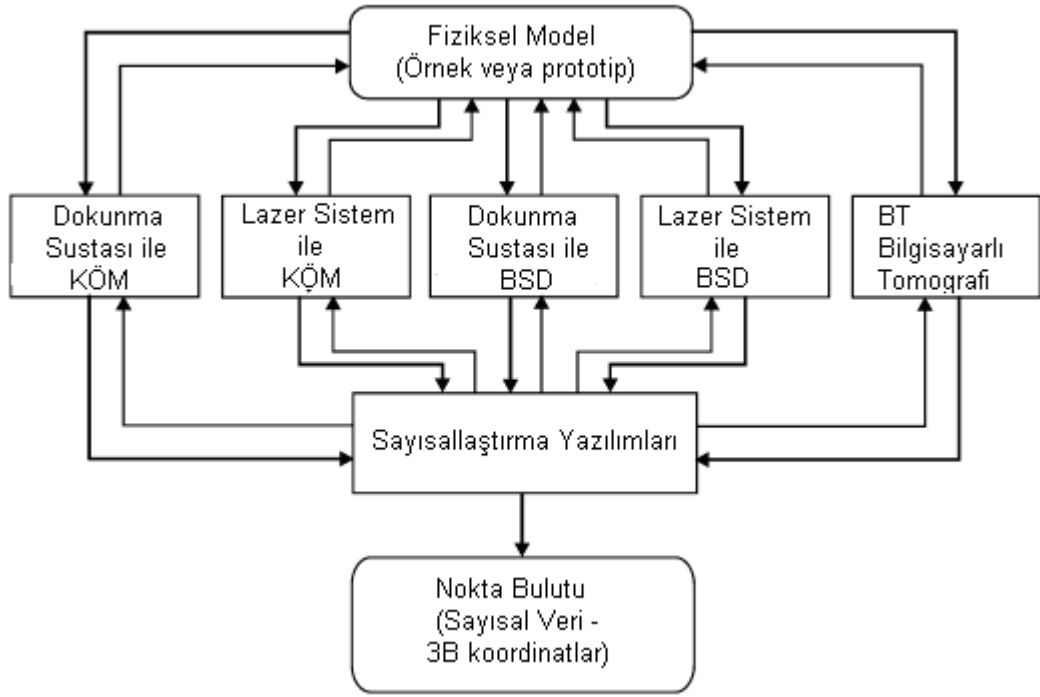 Fiziksel Model
(Örnek veya prototip)
Dokunma
Sustası ile
KÖM
Lazer Sistem
ile
KÖM
Dokunma
Sustası ile
BSD
Lazer Sistem
ile
BSD
BT
Bilgisayarlı
Tomografi
Sayısallaştırma Yazılımları
Nokta Bulutu
(Sayısal Veri -
3B koordinatlar)